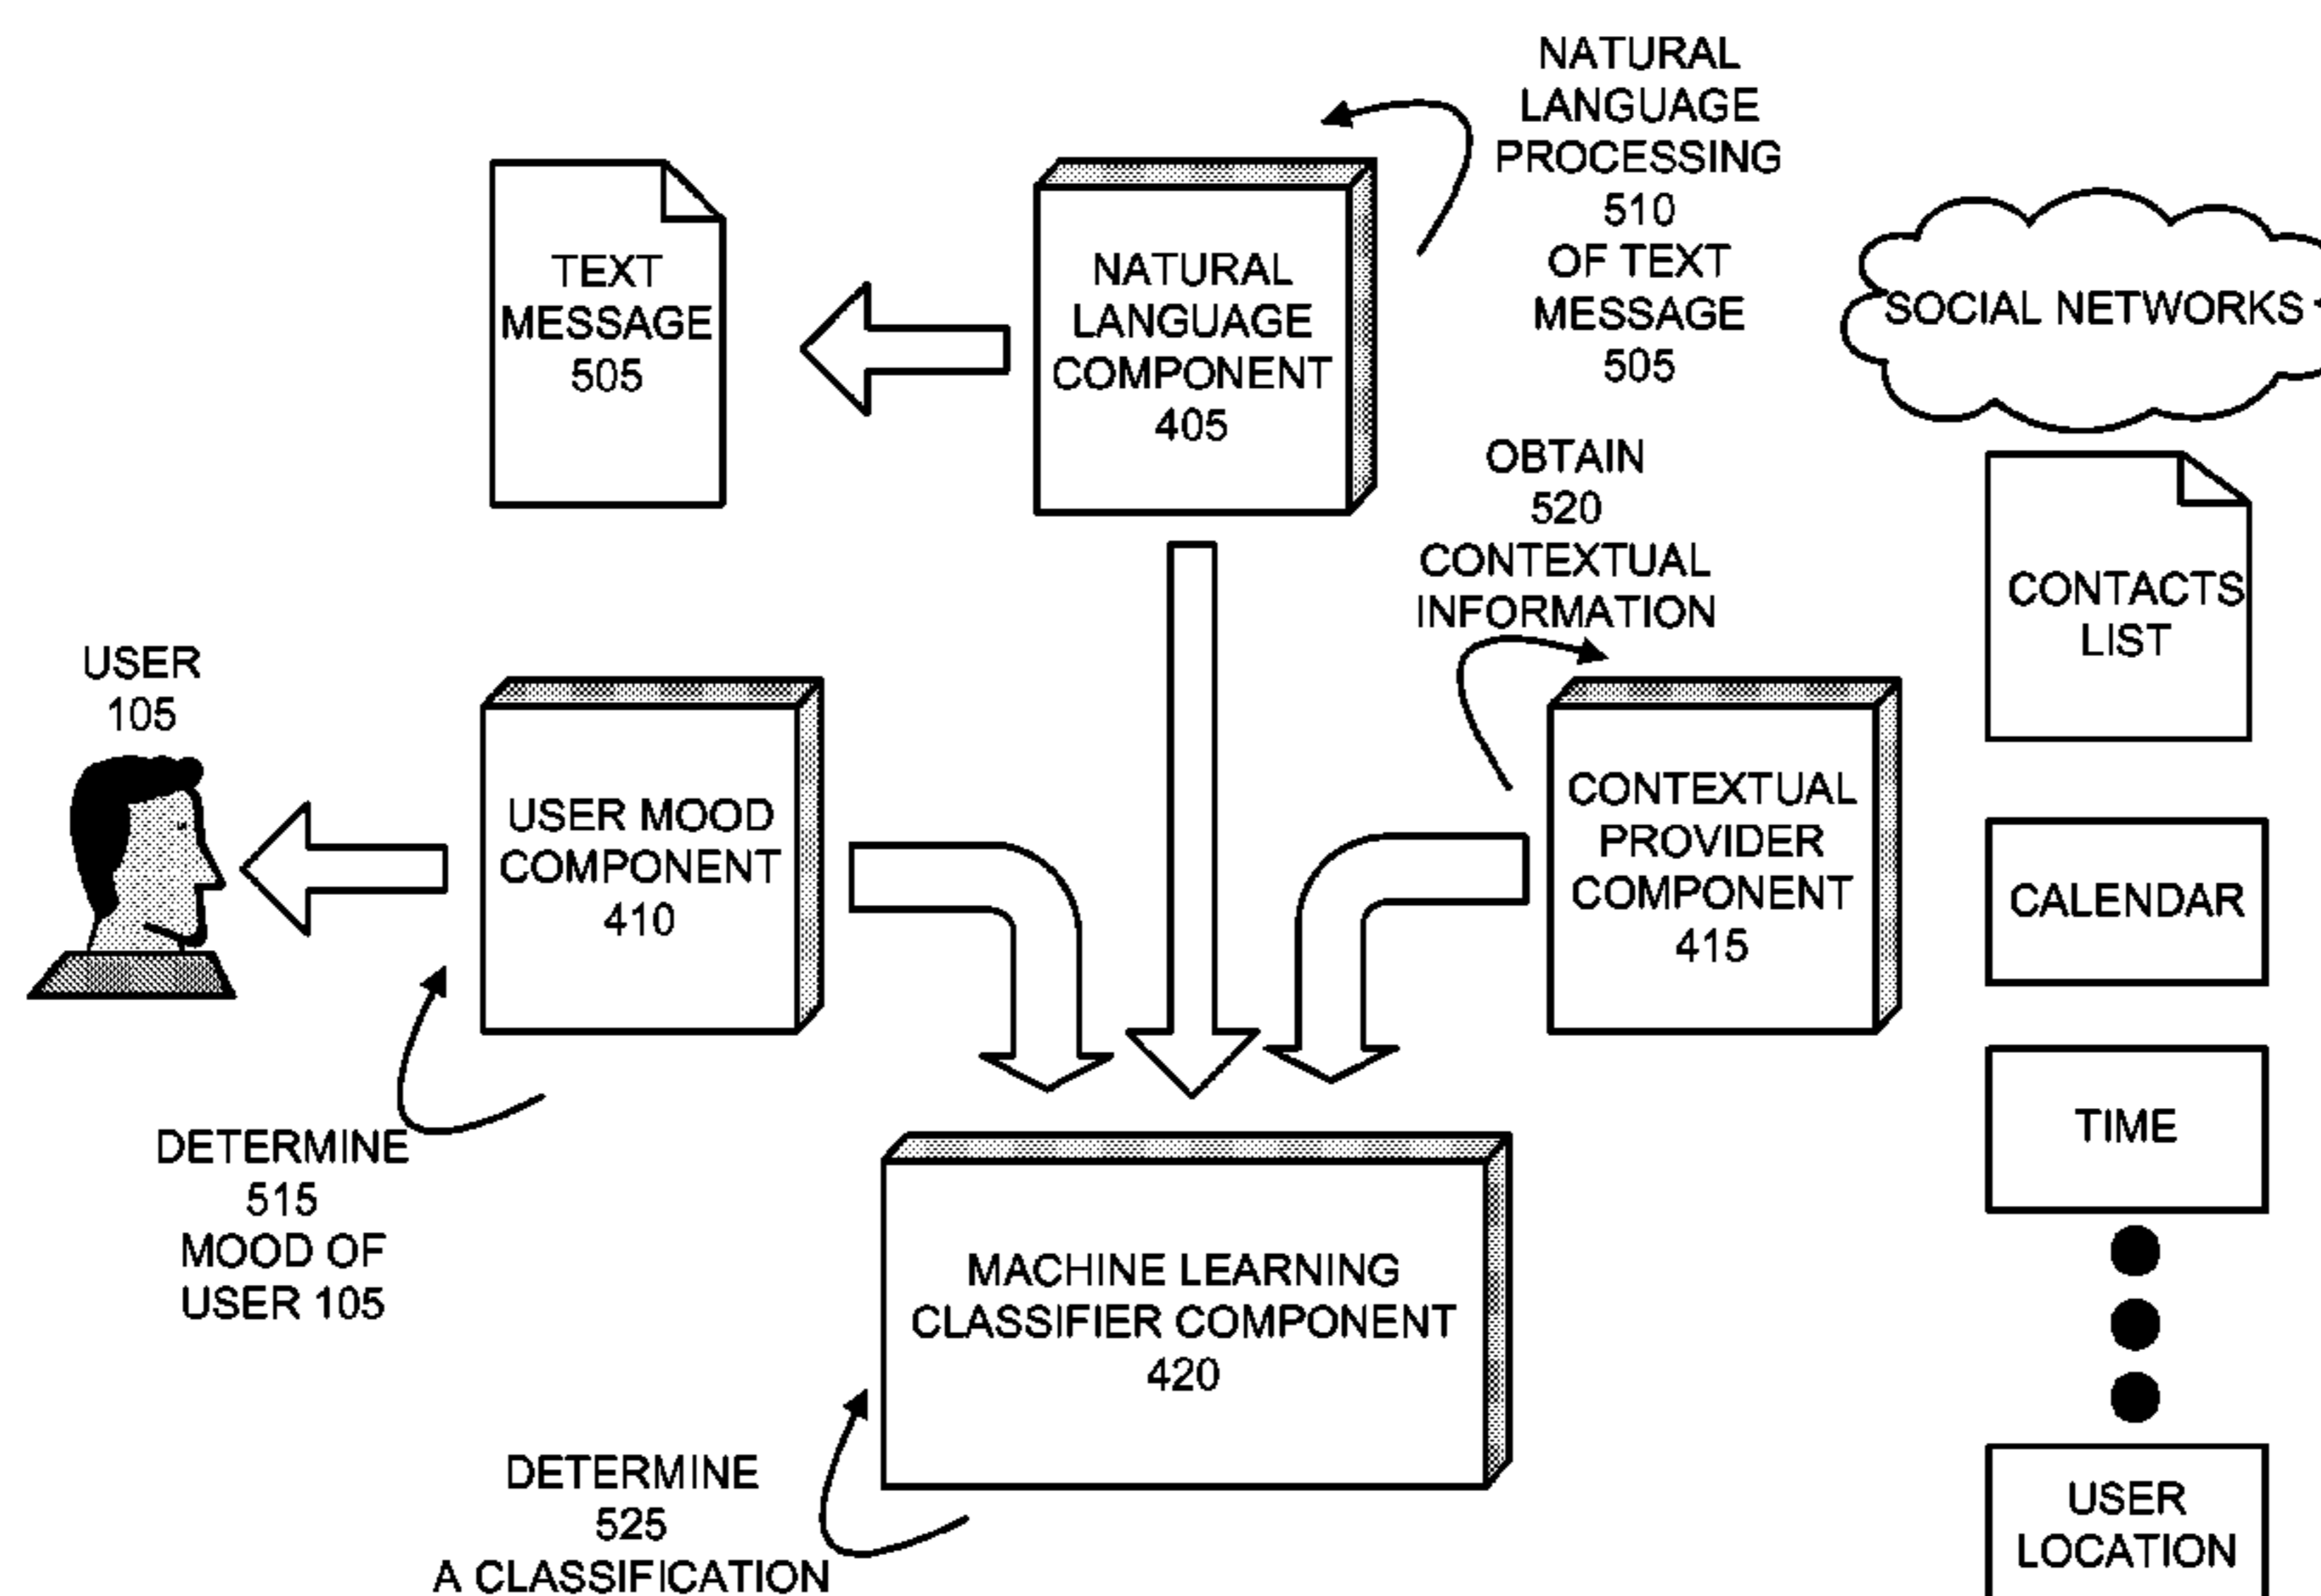 NATURAL
LANGUAGE
PROCESSING
510
OF TEXT
MESSAGE
505
TEXT
MESSAGE
505
NATURAL
LANGUAGE
COMPONENT
405
SOCIAL NETWORKS
OBTAIN
520
CONTEXTUAL
INFORMATION
CONTACTS
LIST
USER
105
USER MOOD
COMPONENT
410
CONTEXTUAL
PROVIDER
COMPONENT
415
CALENDAR
TIME
DETERMINE
515
MOOD OF
USER 105
MACHINE LEARNING
CLASSIFIER COMPONENT
420
DETERMINE
525
A CLASSIFICATION
USER
LOCATION